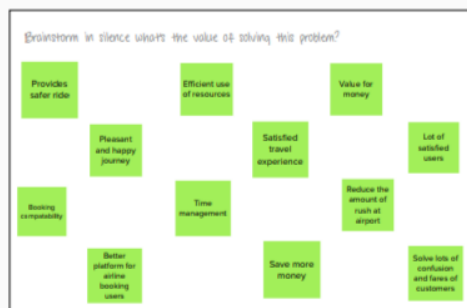 Brainstorm in silence what's the value of solving this problem?
Provides
safer ride
Efficient use
of resources
Value for
money
Pleasant
and happy
journey
Satisfied
travel
experience
Lot of
satisfied
users
Booking
compatability
Time
management
Reduce the
amount of
rush at
airport
Better
platform for
airline
booking
users
Save more
money
Solve lots of
confusion
and fares of
customers